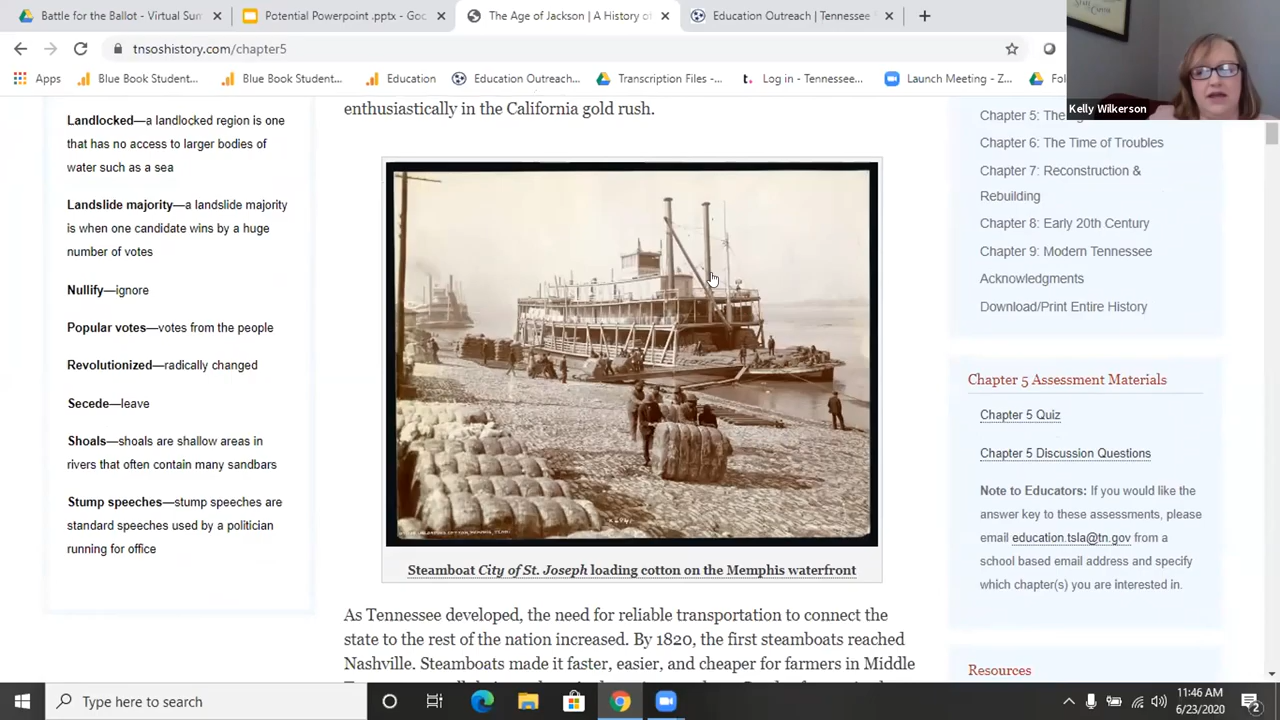 Battle for the Ballot - Virtual Sum
Potential Powerpoint .pptx - Goo
The Age of Jackson | A History of
Education Outreach | Tennessee
tnsoshistory.com/chapter5
Apps
Blue Book Student...
Blue Book Student...
Education
Education Outreach...
Transcription Files -...
Log in - Tennessee...
Launch Meeting - Z...
Kelly Wilkerson
Landlocked—a landlocked region is one
that has no access to larger bodies of
water such as a sea
Landslide majority—a landslide majority
is when one candidate wins by a huge
number of votes
Nullify—ignore
Popular votes—votes from the people
Revolutionized—radically changed
Secede—leave
Shoals—shoals are shallow areas in
rivers that often contain many sandbars
Stump speeches—stump speeches are
standard speeches used by a politician
running for office
enthusiastically in the California gold rush.
Steamboat City of St. Joseph loading cotton on the Memphis waterfront
As Tennessee developed, the need for reliable transportation to connect the
state to the rest of the nation increased. By 1820, the first steamboats reached
Nashville. Steamboats made it faster, easier, and cheaper for farmers in Middle
Chapter 5: The
Chapter 6: The Time of Troubles
Chapter 7: Reconstruction &
Rebuilding
Chapter 8: Early 20th Century
Chapter 9: Modern Tennessee
Acknowledgments
Download/Print Entire History
Chapter 5 Assessment Materials
Chapter 5 Quiz
Chapter 5 Discussion Questions
Note to Educators: If you would like the
answer key to these assessments, please
email education.tsla@tn.gov from a
school based email address and specify
which chapter(s) you are interested in.
Resources
Type here to search
11:46 AM
6/23/2020
2